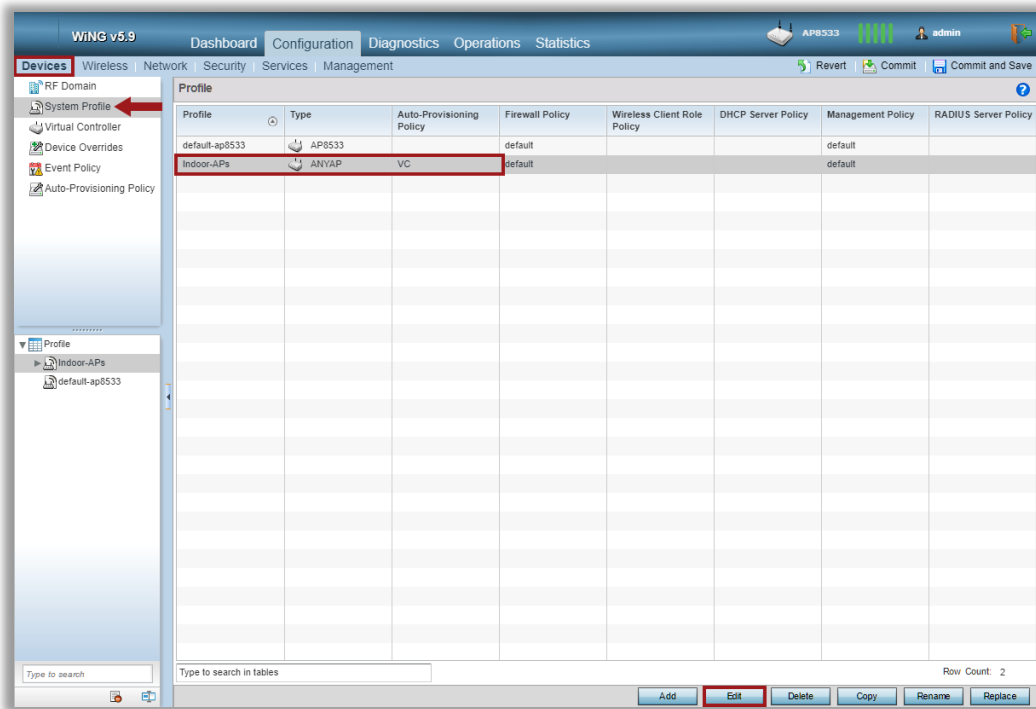 WiNG v5.9
Dashboard Configuration Diagnostics Operations Statistics
AP8533 admin
Devices Wireless Network Security Services Management
Revert Commit Commit and Save
RF Domain
System Profile
Virtual Controller
Device Overrides
Event Policy
Auto-Provisioning Policy
Profile
Profile Type Auto-Provisioning Policy Firewall Policy Wireless Client Role Policy DHCP Server Policy Management Policy RADIUS Server Policy
default-ap8533 AP8533 default default
Indoor-APs ANYAP VC default default
Profile
Indoor-APs
default-ap8533
Type to search
Type to search in tables
Row Count: 2
Add Edit Delete Copy Rename Replace